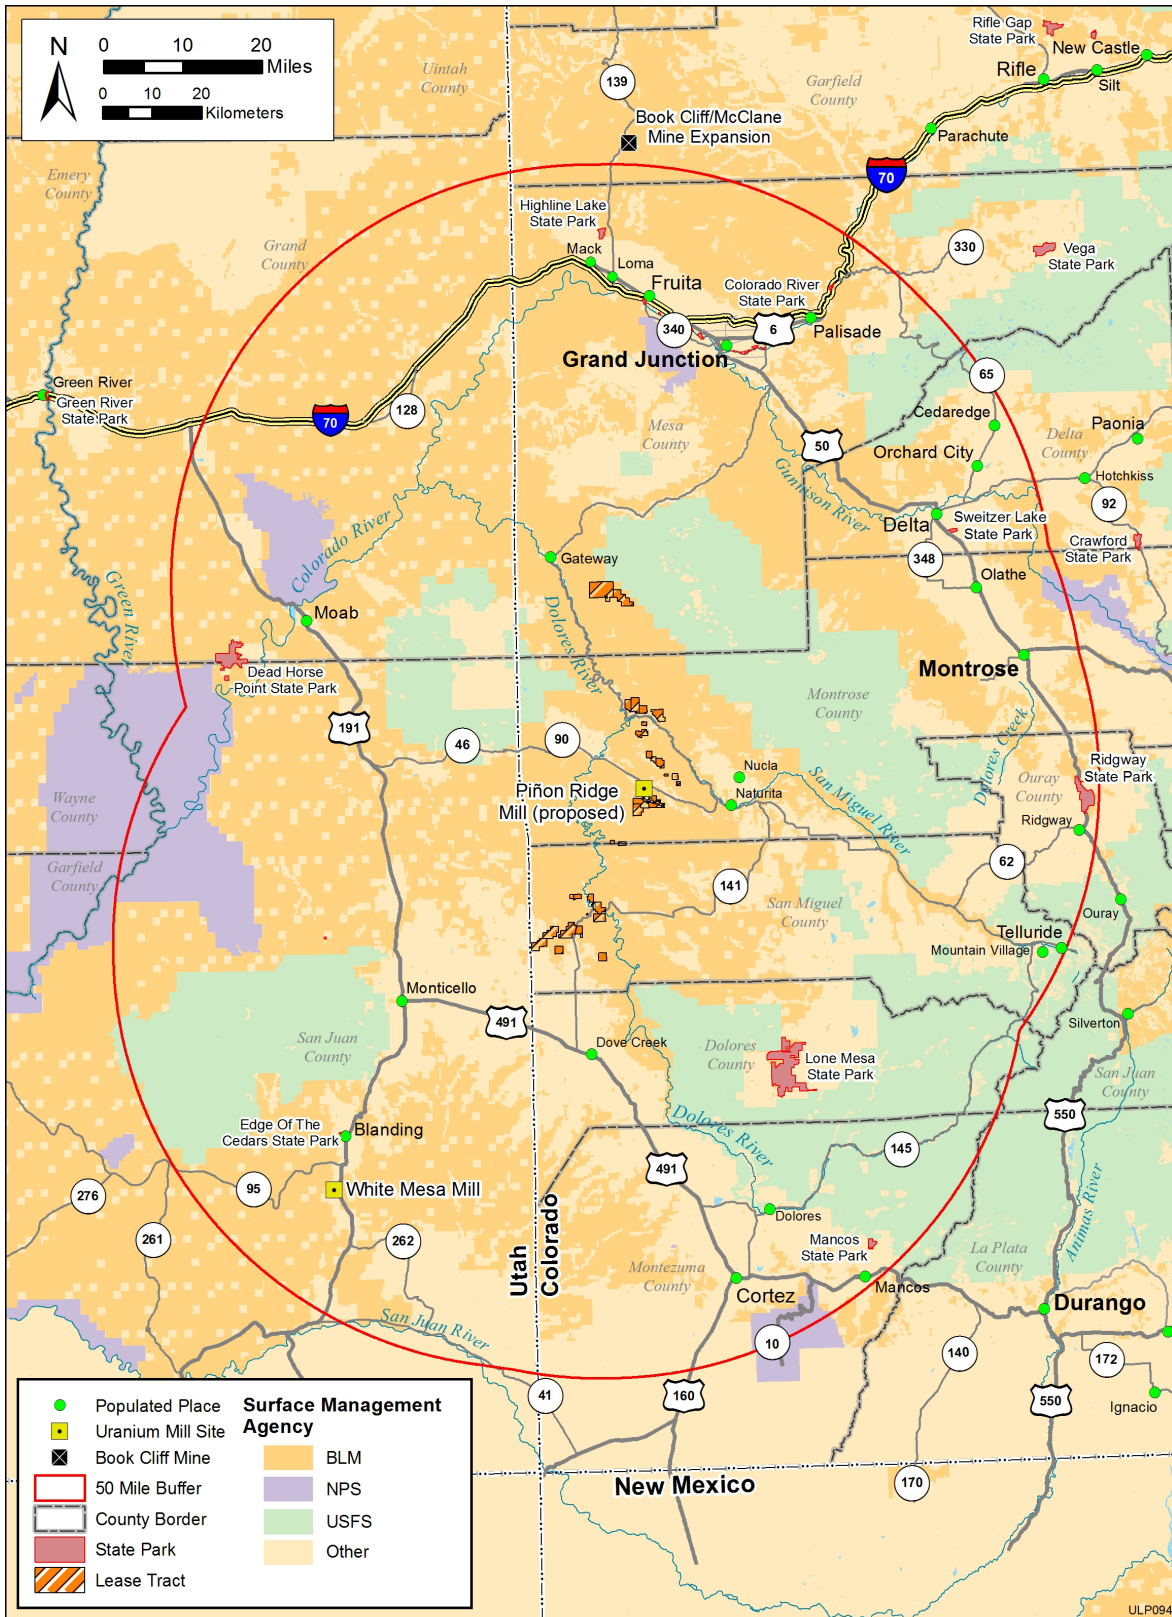 N
0 10 20
Miles
0 10 20
Kilometers
Uintah
County
139
Garfield
County
Rifle Gap
State Park
New Castle
Rifle
Silt
Book Cliff/McClane
Mine Expansion
Parachute
70
Emery
County
Grand
County
Highline Lake
State Park
Mack
Loma
Fruita
330
Vega
State Park
Colorado River
State Park
340
6
Palisade
Grand Junction
Green River
Green River
State Park
70
128
65
Cedaredge
Mesa
County
50
Orchard City
Delta
County
Paonia
Hotchkiss
Gunnison River
92
Colorado River
Delta
Sweitzer Lake
State Park
Crawford
State Park
348
Gateway
Olathe
Green River
Moab
Dolores River
Montrose
Dead Horse
Point State Park
Montrose
County
191
46
90
Dolores Creek
Nucla
Naturita
San Miguel River
Ridgway
State Park
Ouray
County
Piñon Ridge
Mill (proposed)
Wayne
County
Ridgway
62
Garfield
County
141
San Miguel
County
Ouray
Telluride
Mountain Village
Monticello
491
Silverton
San Juan
County
Dove Creek
Dolores
County
Lone Mesa
State Park
San Juan
County
550
Edge Of The
Cedars State Park
Blanding
Dolores River
145
491
95
White Mesa Mill
276
Animas River
261
262
Utah
Colorado
Dolores
Mancos
State Park
La Plata
County
Montezuma
County
Cortez
Mancos
Durango
San Juan River
10
140
172
41
160
550
Ignacio
New Mexico
170
Populated Place
Uranium Mill Site
Book Cliff Mine
50 Mile Buffer
County Border
State Park
Lease Tract
Surface Management
Agency
BLM
NPS
USFS
Other
ULP094